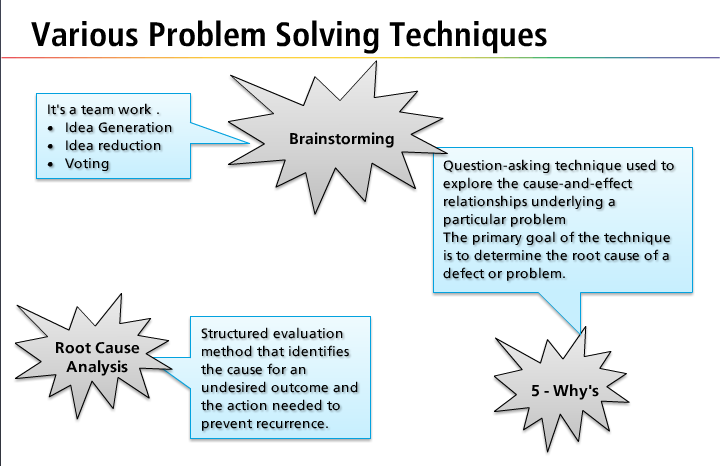 Various Problem Solving Techniques
It's a team work .
• Idea Generation
• Idea reduction
• Voting
Brainstorming
Question-asking technique used to
explore the cause-and-effect
relationships underlying a
particular problem
The primary goal of the technique
is to determine the root cause of a
defect or problem.
Root Cause
Analysis
Structured evaluation
method that identifies
the cause for an
undesired outcome and
the action needed to
prevent recurrence.
5 - Why's